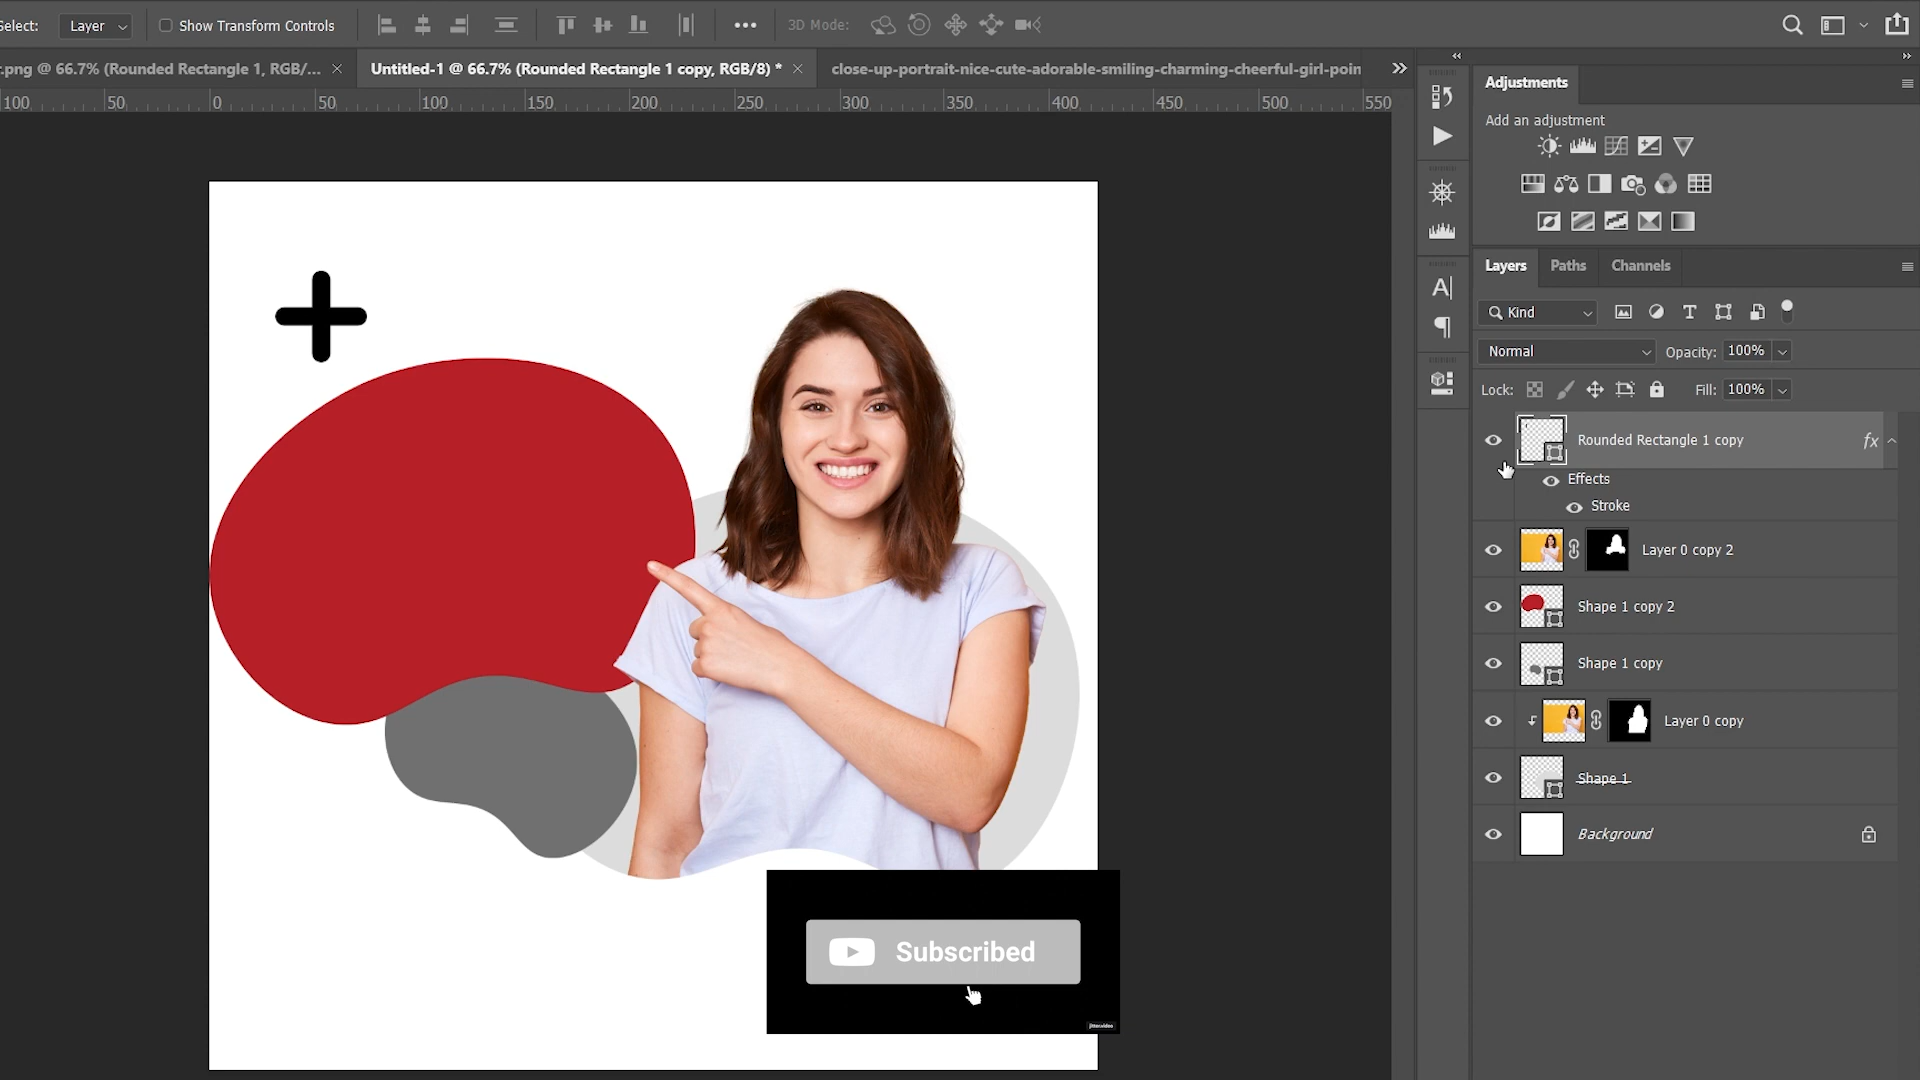 Select: Layer Show Transform Controls 3D Mode:
.png @ 66.7% (Rounded Rectangle 1, RGB/... Untitled-1 @ 66.7% (Rounded Rectangle 1 copy, RGB/8) * close-up-portrait-nice-cute-adorable-smiling-charming-cheerful-girl-poin
100 50 0 50 100 150 200 250 300 350 400 450 500 550
Adjustments
Add an adjustment
Layers Paths Channels
Kind
Normal Opacity: 100%
Lock: Fill: 100%
Rounded Rectangle 1 copy fx
Effects
Stroke
Layer 0 copy 2
Shape 1 copy 2
Shape 1 copy
Layer 0 copy
Shape 1
Background
Subscribed
jitter.video